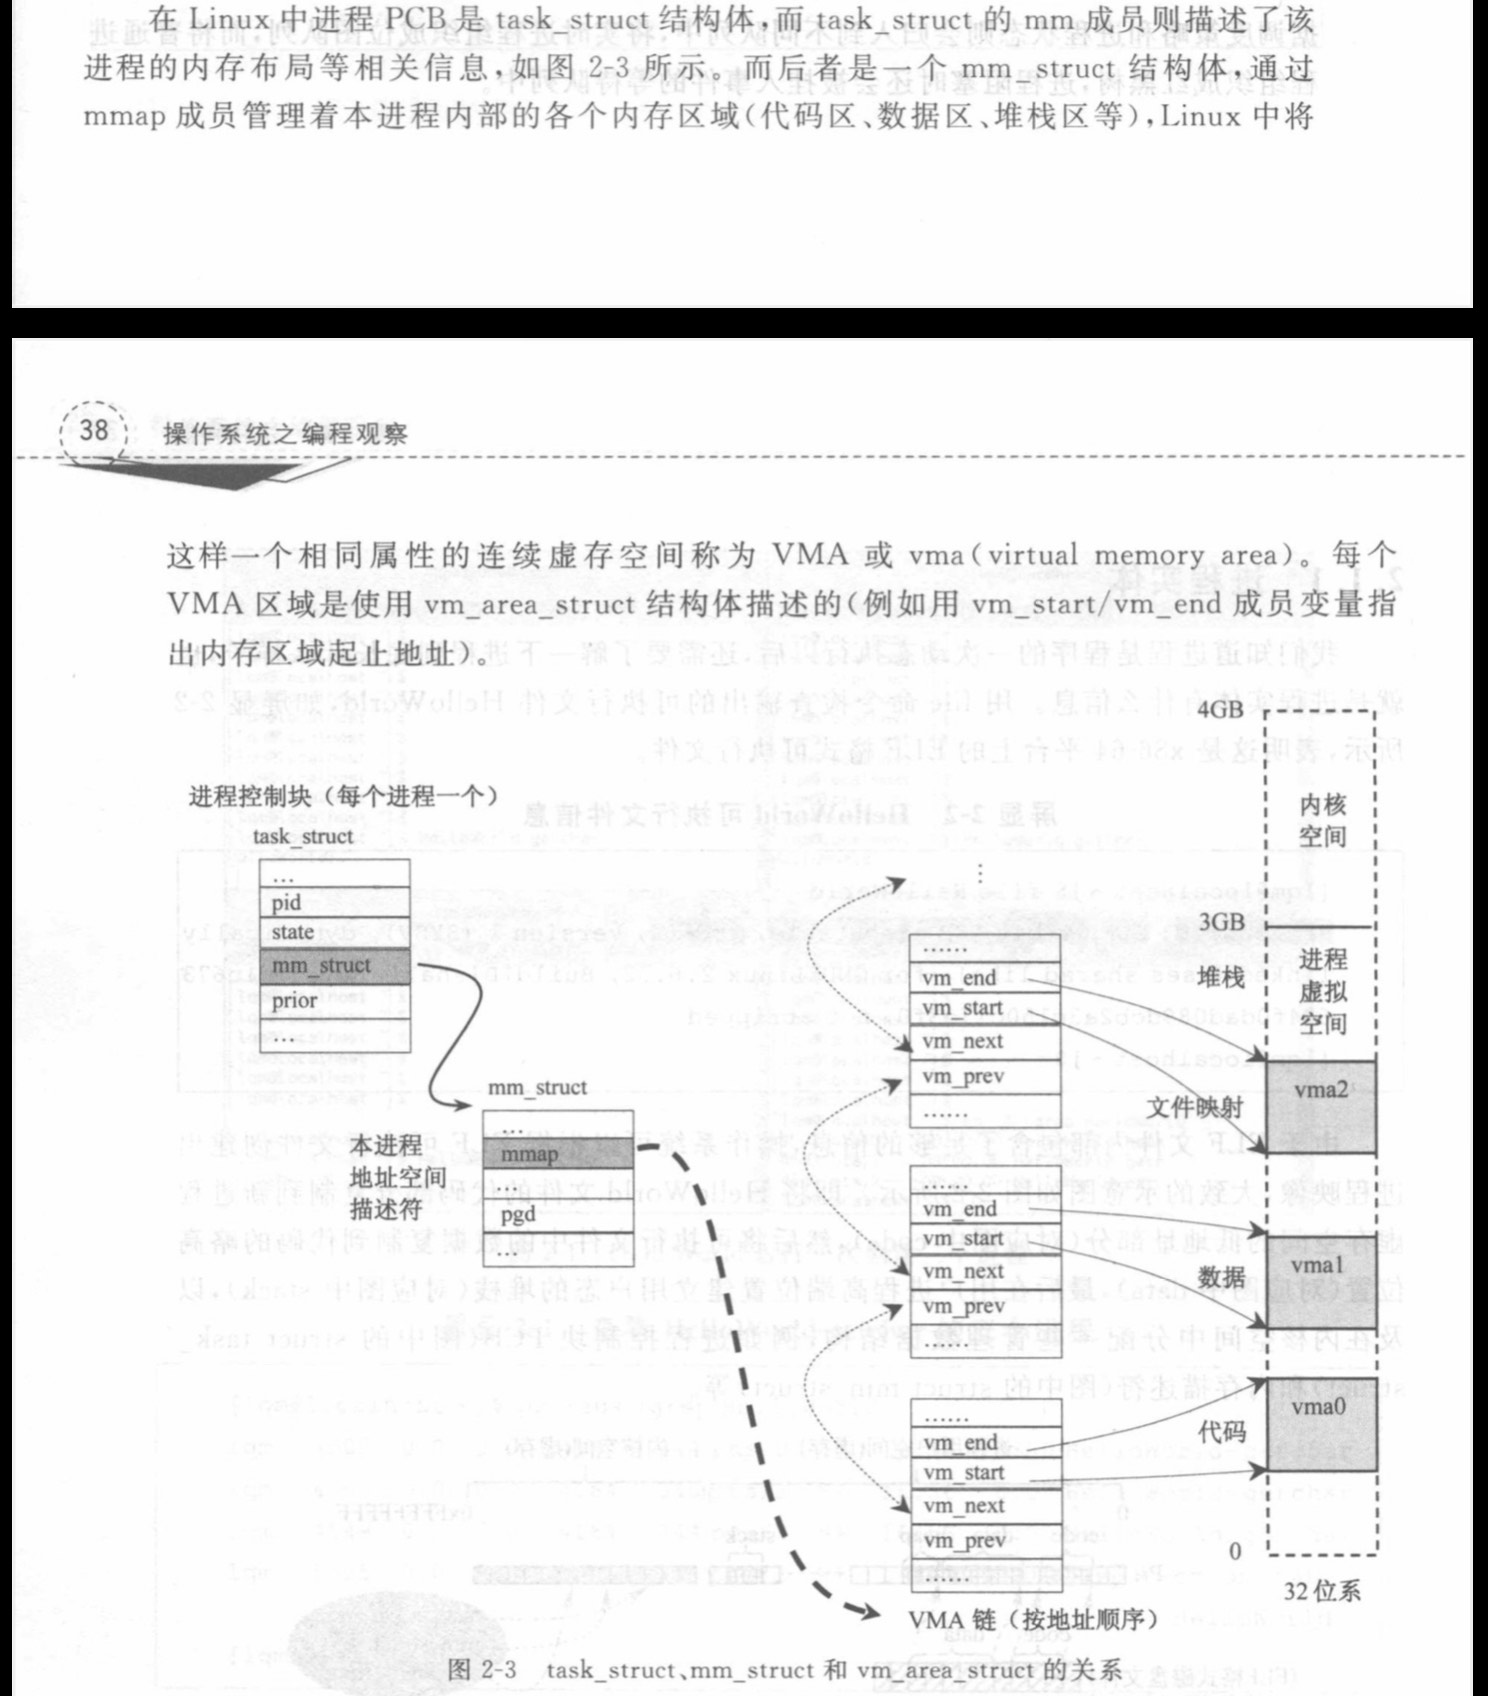 在 Linux 中进程 PCB 是 task_struct 结构体,而 task_struct 的 mm 成员则描述了该
进程的内存布局等相关信息,如图 2-3 所示。而后者是一个 mm_struct 结构体,通过
mmap 成员管理着本进程内部的各个内存区域(代码区、数据区、堆栈区等),Linux 中将
38
操作系统之编程观察
这样一个相同属性的连续虚存空间称为 VMA 或 vma(virtual memory area)。每个
VMA 区域是使用 vm_area_struct 结构体描述的(例如用 vm_start/vm_end 成员变量指
出内存区域起止地址)。
进程控制块(每个进程一个)
task_struct
...
pid
state
mm_struct
prior
...
mm_struct
...
mmap
...
pgd
...
本进程
地址空间
描述符
⋮
......
vm_end
vm_start
vm_next
vm_prev
......
......
vm_end
vm_start
vm_next
vm_prev
......
......
vm_end
vm_start
vm_next
vm_prev
......
VMA 链(按地址顺序)
4GB
内核
空间
3GB
堆栈
进程
虚拟
空间
vma2
文件映射
vma1
数据
vma0
代码
0
32 位系
图 2-3 task_struct、mm_struct 和 vm_area_struct 的关系